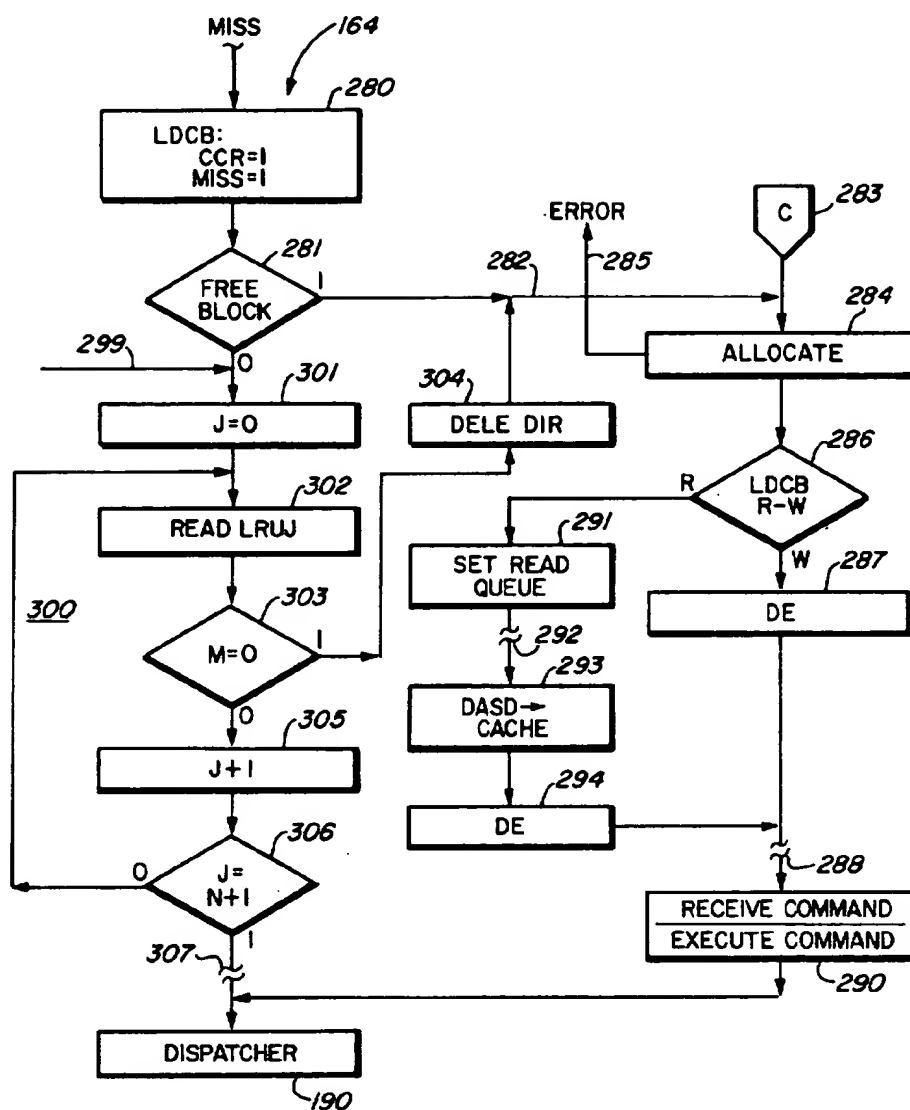 MISS
164
280
LDCB:
CCR=1
MISS=1
281
FREE
BLOCK
1
0
299
301
J=0
302
READ LRUJ
300
303
M=0
1
0
305
J+1
306
J=
N+1
0
1
307
DISPATCHER
190
304
DELE DIR
282
ERROR
285
C
283
284
ALLOCATE
286
LDCB
R-W
R
W
291
SET READ
QUEUE
292
293
DASD→
CACHE
294
DE
287
DE
288
RECEIVE COMMAND
EXECUTE COMMAND
290